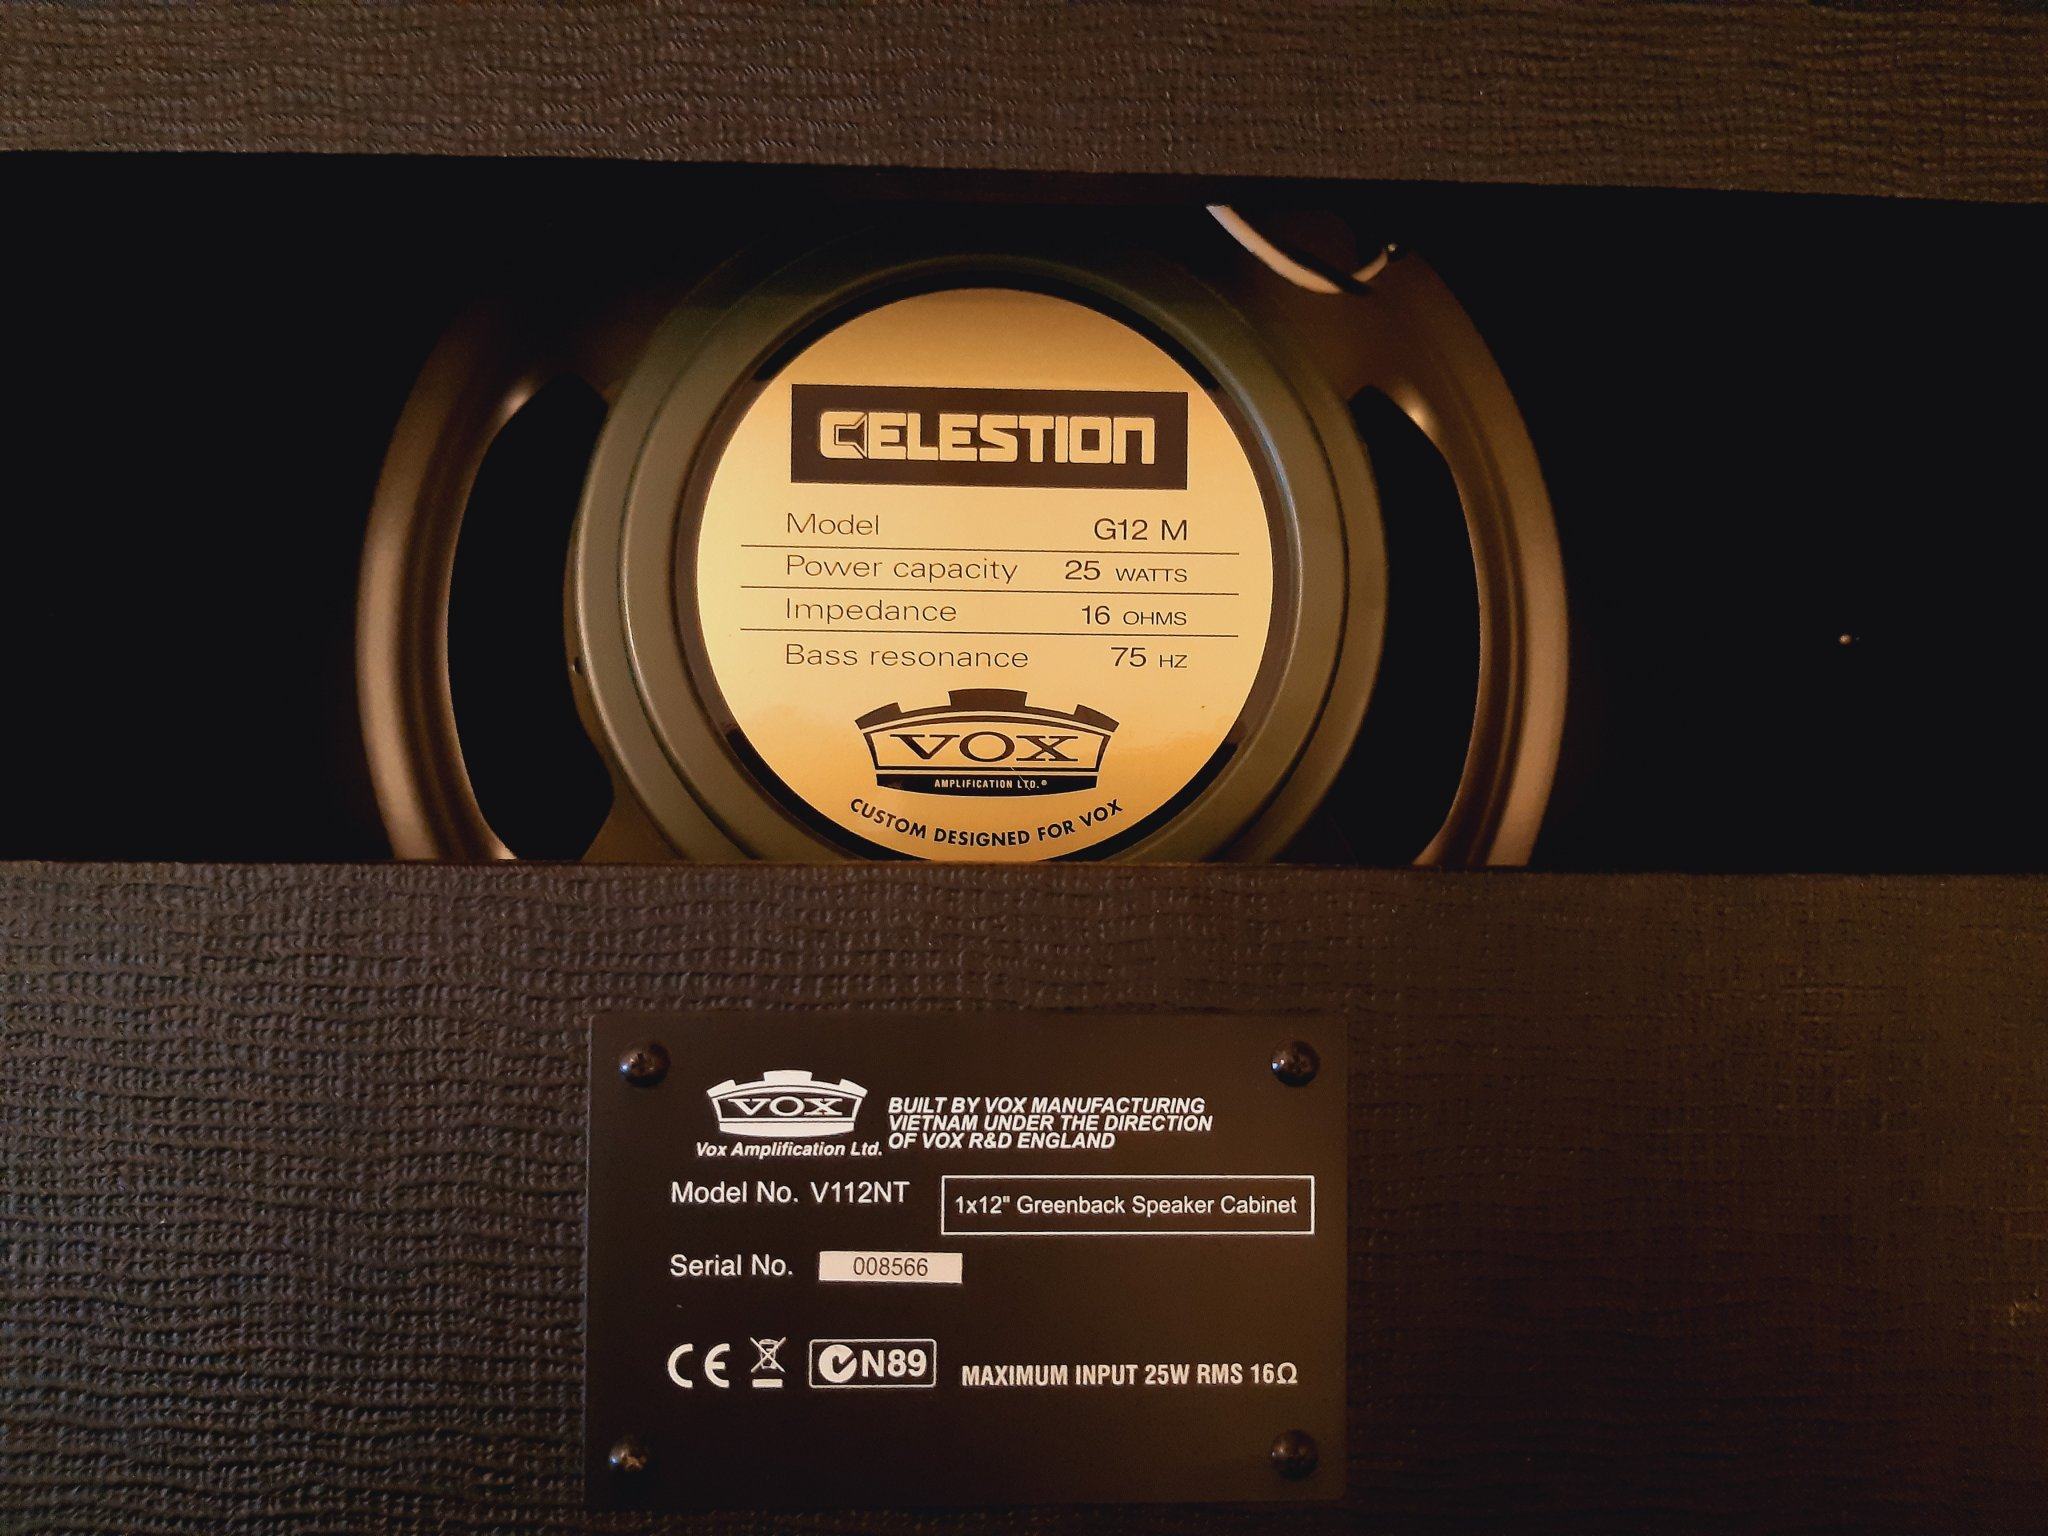 CELESTION
Model G12 M
Power capacity 25 WATTS
Impedance 16 OHMS
Bass resonance 75 HZ
VOX
AMPLIFICATION LTD.®
CUSTOM DESIGNED FOR VOX
VOX
Vox Amplification Ltd.
BUILT BY VOX MANUFACTURING
VIETNAM UNDER THE DIRECTION
OF VOX R&D ENGLAND
Model No. V112NT
1x12" Greenback Speaker Cabinet
Serial No. 008566
CE N89 MAXIMUM INPUT 25W RMS 16Ω